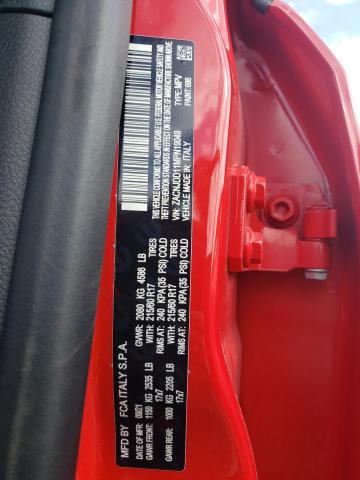 MFD BY FCA ITALY S.P.A.
DATE OF MFR: 09/21 GVWR: 2080 KG 4586 LB
GAWR FRONT: 1150 KG 2535 LB WITH: 215/60 R17 TIRES
17x7 RIMS AT: 240 KPA(35 PSI) COLD
GAWR REAR: 1000 KG 2205 LB WITH: 215/60 R17 TIRES
17x7 RIMS AT: 240 KPA(35 PSI) COLD
THIS VEHICLE CONFORMS TO ALL APPLICABLE
FEDERAL MOTOR VEHICLE SAFETY, BUMPER, AND
THEFT PREVENTION STANDARDS IN EFFECT ON THE
DATE OF MANUFACTURE SHOWN ABOVE.
VIN: ZACNJDD11MPN19049 TYPE: MPV
VEHICLE MADE IN: ITALY PAINT: 686